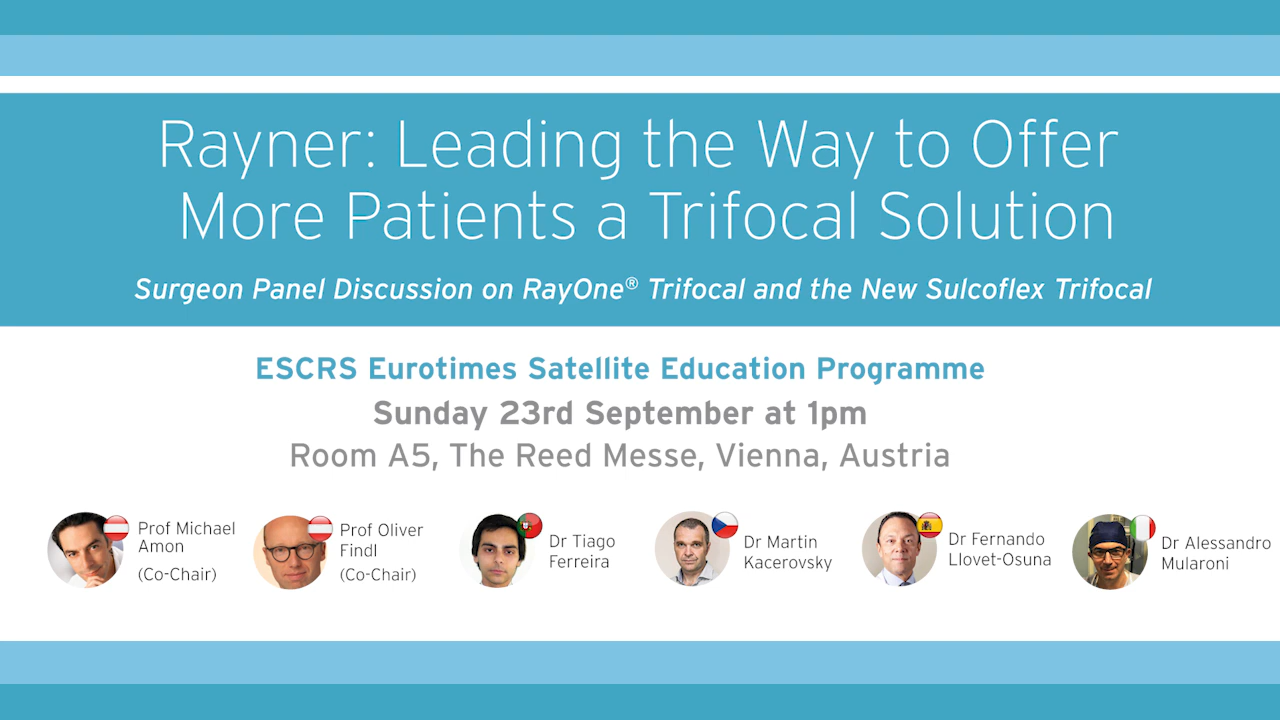 Rayner: Leading the Way to Offer
More Patients a Trifocal Solution
Surgeon Panel Discussion on RayOne® Trifocal and the New Sulcoflex Trifocal
ESCRS Eurotimes Satellite Education Programme
Sunday 23rd September at 1pm
Room A5, The Reed Messe, Vienna, Austria
Prof Michael
Amon
(Co-Chair)
Prof Oliver
Findl
(Co-Chair)
Dr Tiago
Ferreira
Dr Martin
Kacerovsky
Dr Fernando
Llovet-Osuna
Dr Alessandro
Mularoni